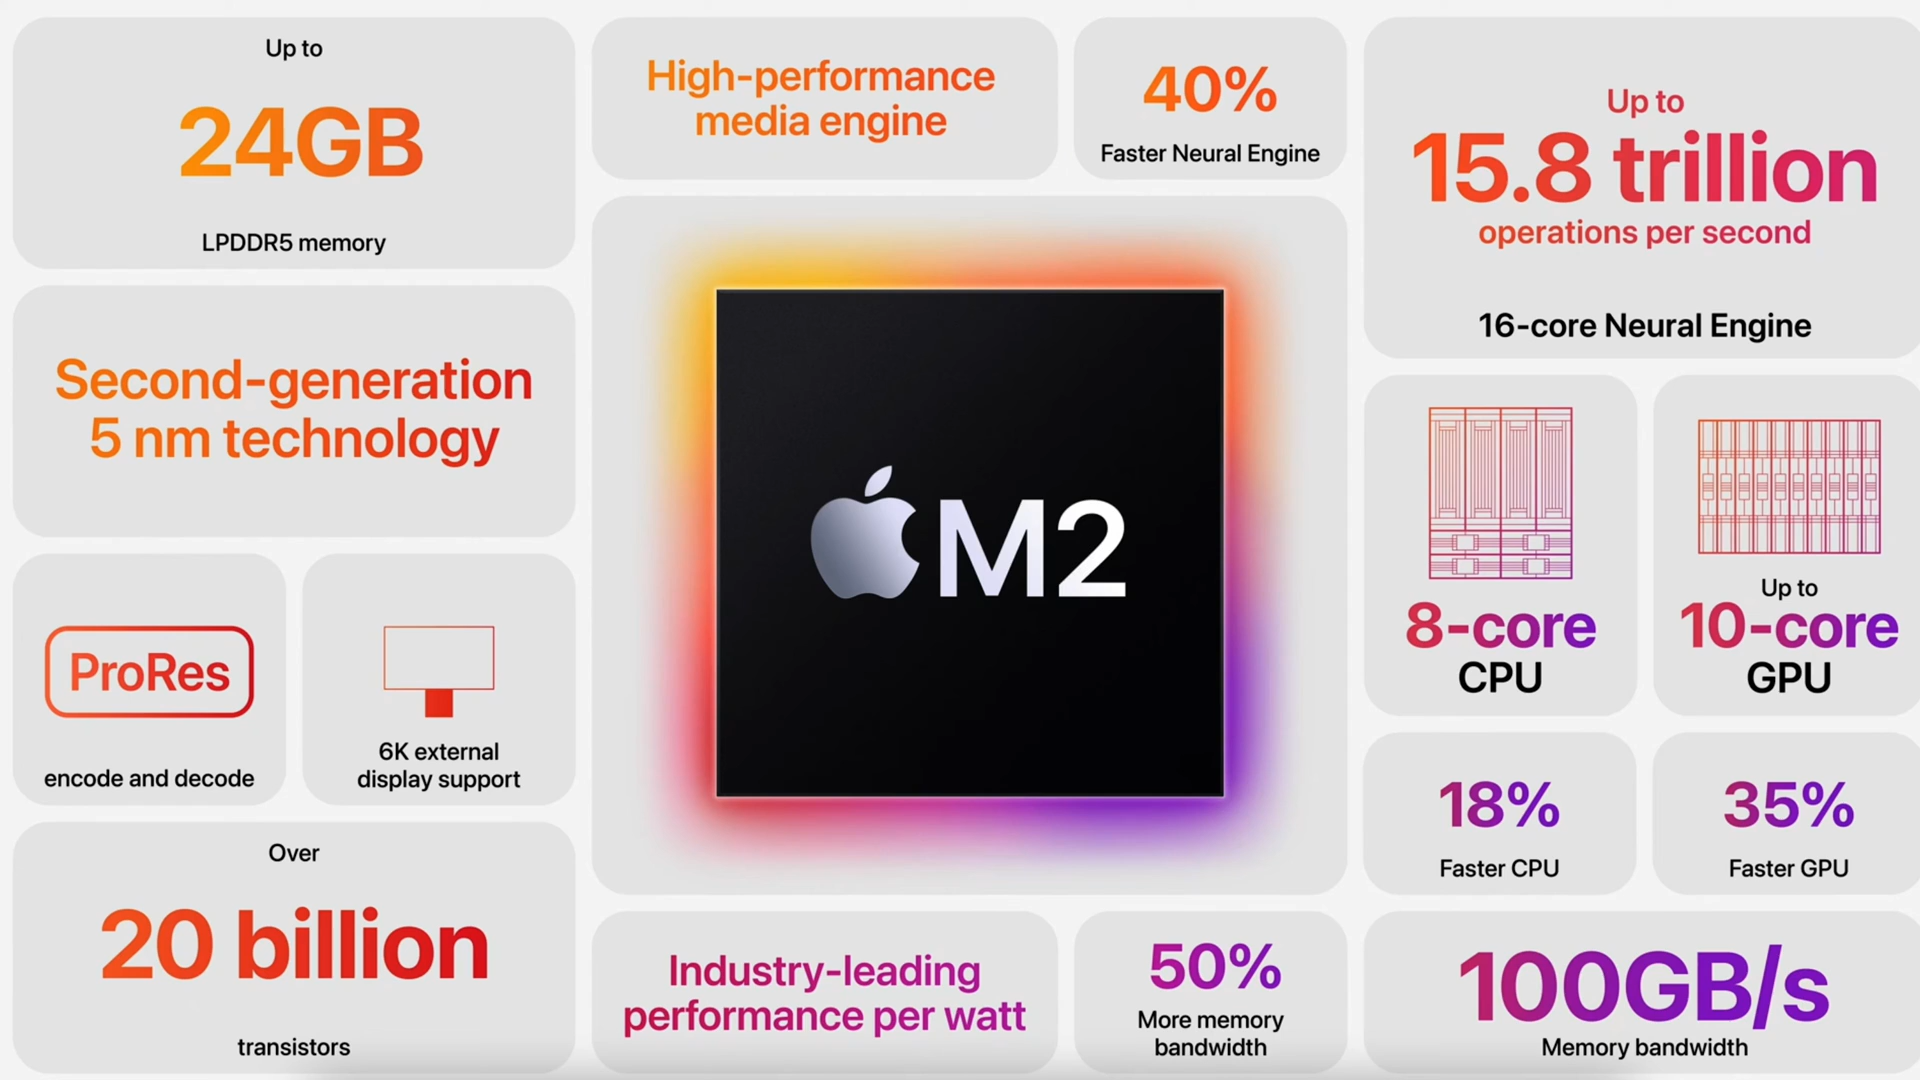 Up to
24GB
LPDDR5 memory
High-performance
media engine
40%
Faster Neural Engine
Up to
15.8 trillion
operations per second
16-core Neural Engine
Second-generation
5 nm technology
M2
8-core
CPU
Up to
10-core
GPU
ProRes
encode and decode
6K external
display support
18%
Faster CPU
35%
Faster GPU
Over
20 billion
transistors
Industry-leading
performance per watt
50%
More memory
bandwidth
100GB/s
Memory bandwidth